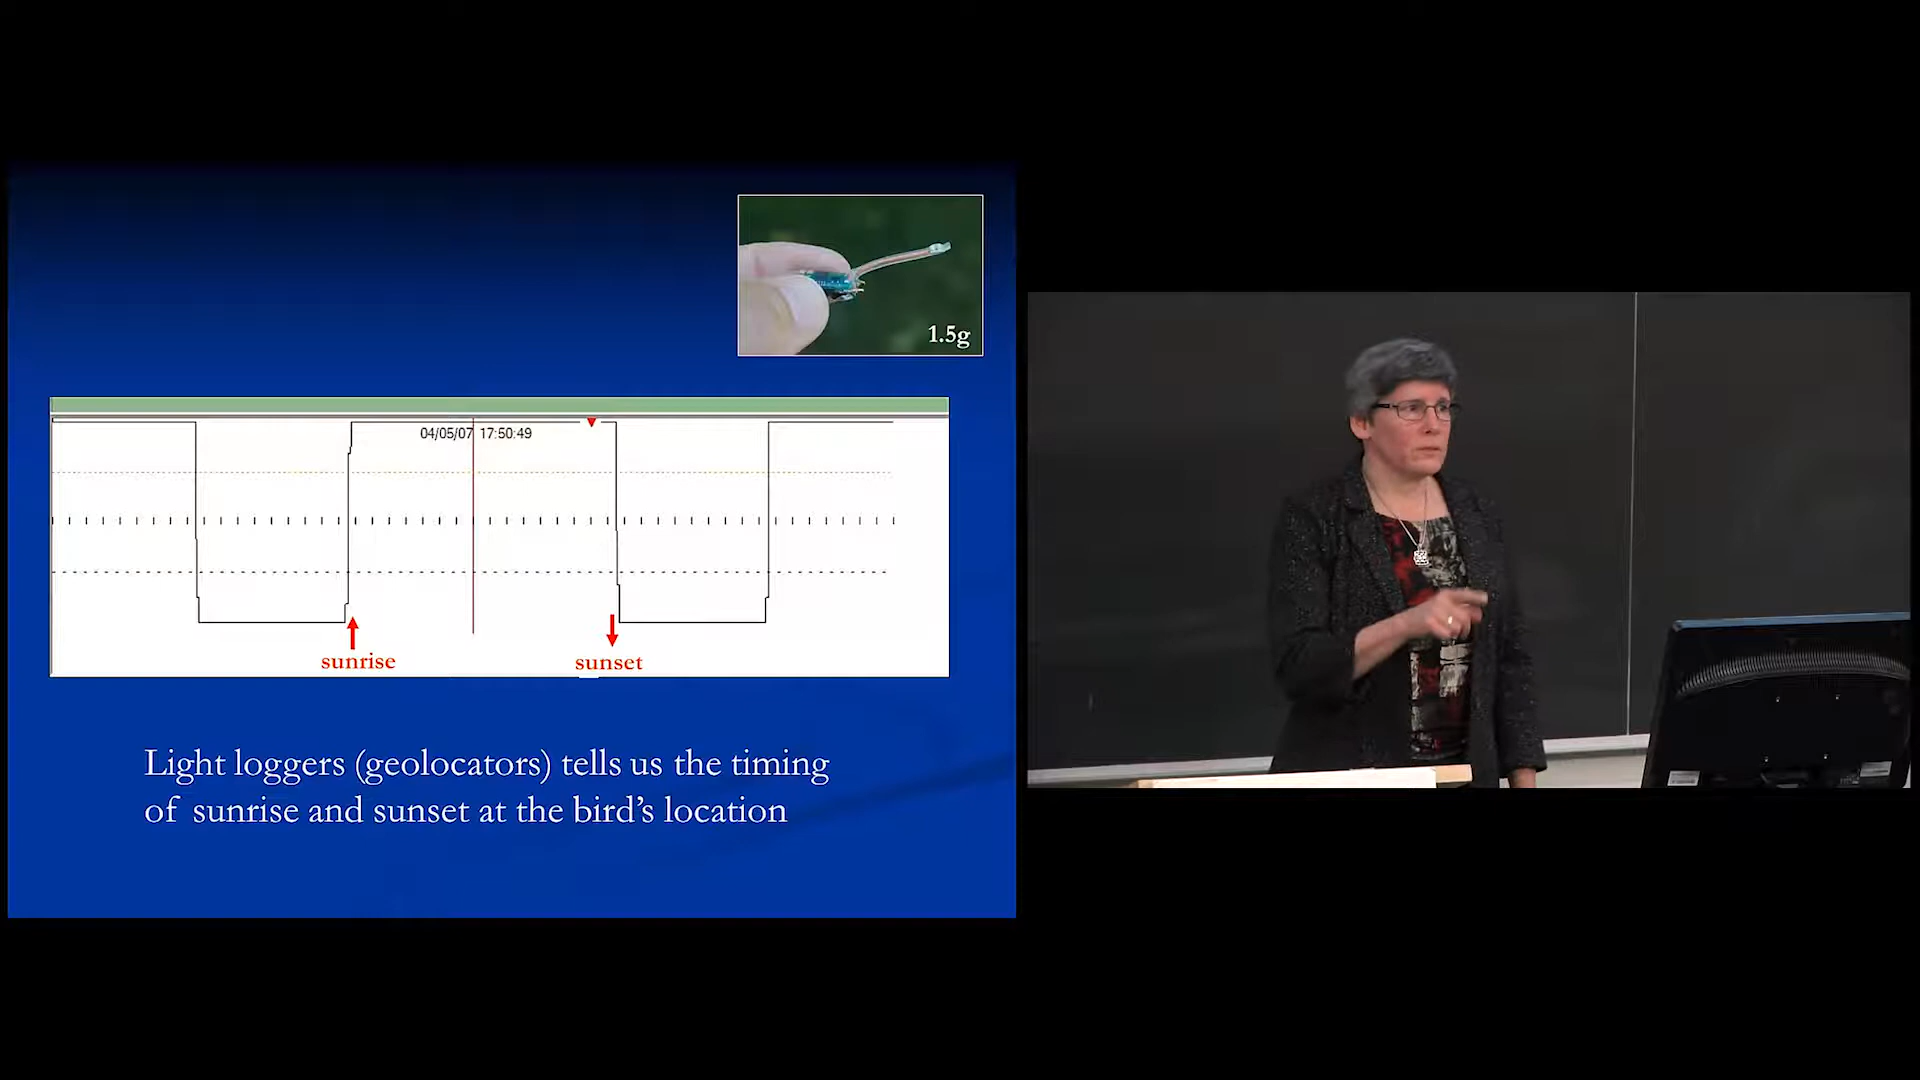 1.5g
04/05/07 17:50:49
sunrise
sunset
Light loggers (geolocators) tells us the timing
of sunrise and sunset at the bird’s location